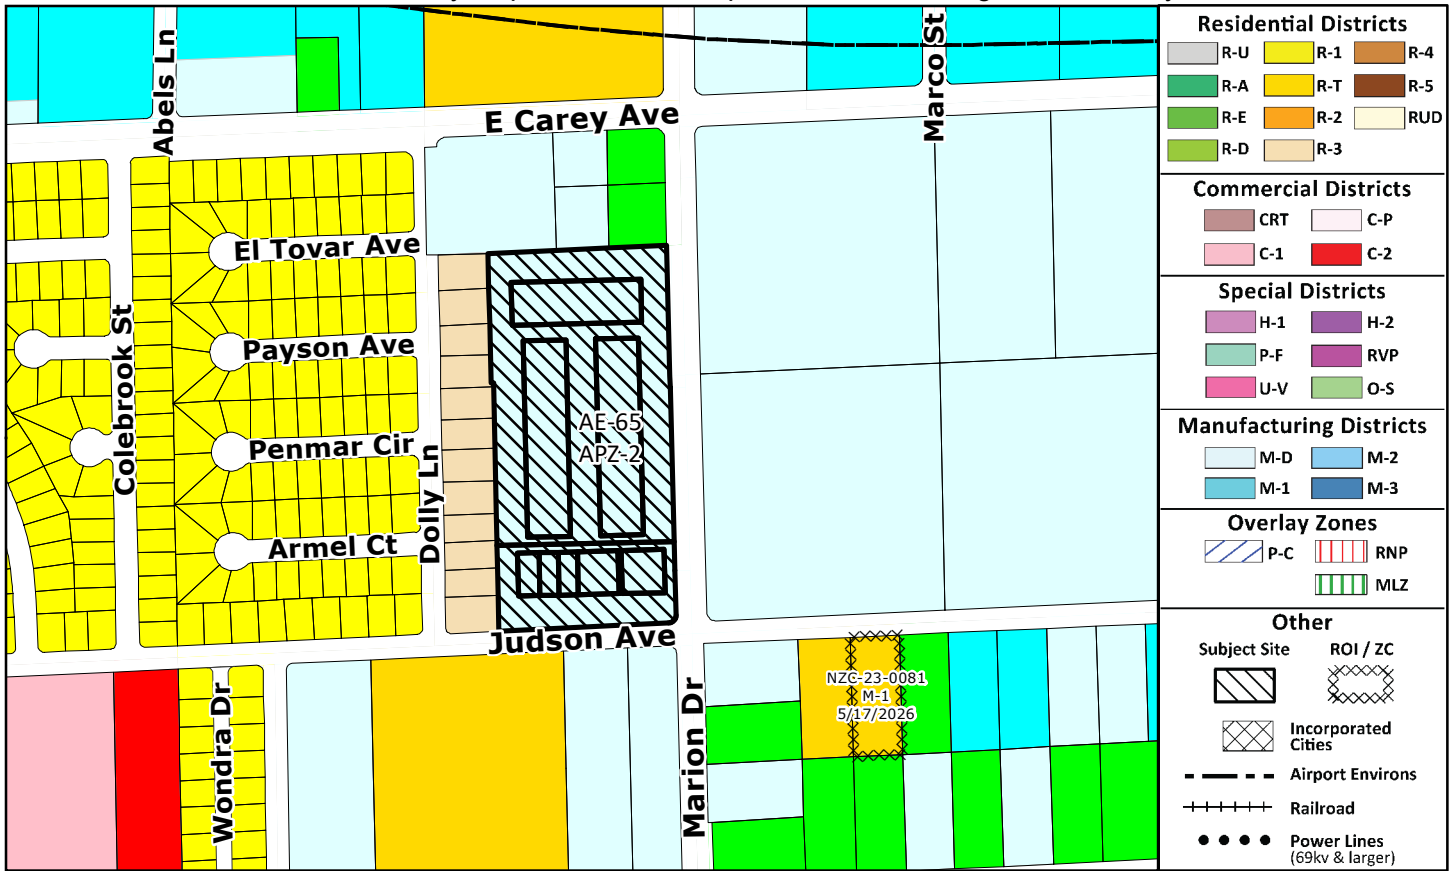 Abels Ln
Marco St
E Carey Ave
El Tovar Ave
Colebrook St
Payson Ave
AE-65
APZ-2
Penmar Cir
Dolly Ln
Armel Ct
Judson Ave
Wondra Dr
Marion Dr
NZC-23-0081
M-1
5/17/2026
Residential Districts
R-U R-1 R-4
R-A R-T R-5
R-E R-2 RUD
R-D R-3
Commercial Districts
CRT C-P
C-1 C-2
Special Districts
H-1 H-2
P-F RVP
U-V O-S
Manufacturing Districts
M-D M-2
M-1 M-3
Overlay Zones
P-C RNP
MLZ
Other
Subject Site ROI / ZC
Incorporated
Cities
Airport Environs
Railroad
Power Lines
(69kv & larger)